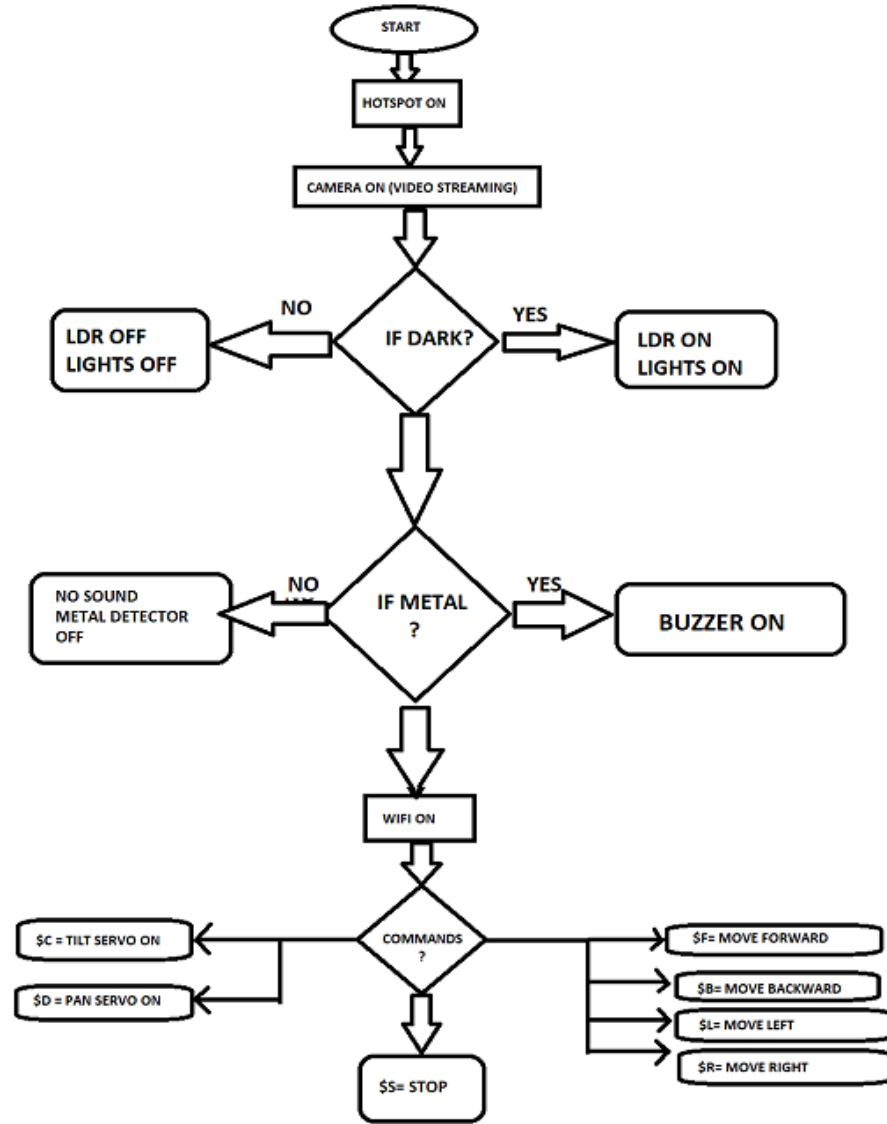 START
HOTSPOT ON
CAMERA ON (VIDEO STREAMING)
NO
YES
LDR OFF
LIGHTS OFF
IF DARK?
LDR ON
LIGHTS ON
NO
YES
NO SOUND
METAL DETECTOR
OFF
IF METAL
?
BUZZER ON
WIFI ON
COMMANDS
?
$C = TILT SERVO ON
$D = PAN SERVO ON
$F= MOVE FORWARD
$B= MOVE BACKWARD
$L= MOVE LEFT
$R= MOVE RIGHT
$S= STOP